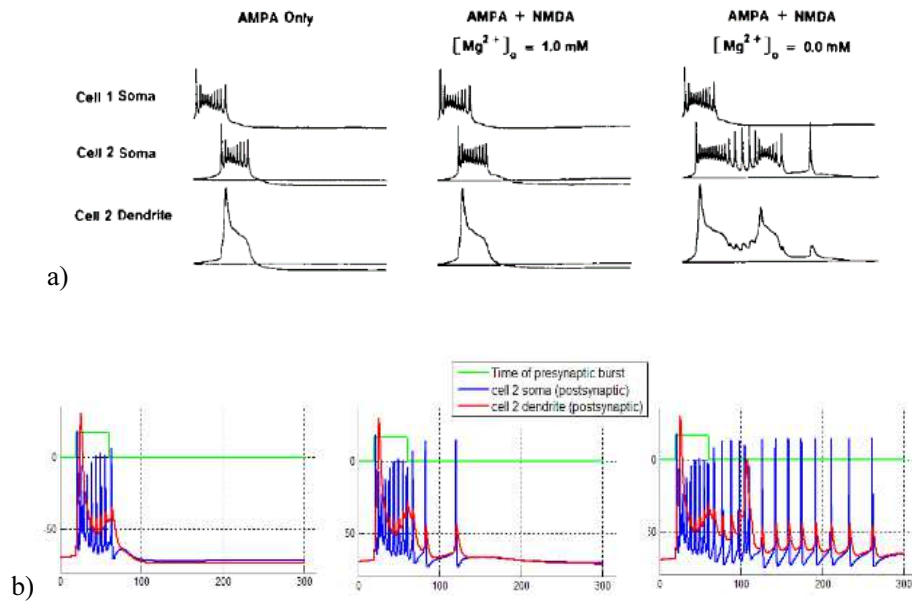 AMPA Only
AMPA + NMDA
AMPA + NMDA
[Mg2+]o = 1.0 mM
[Mg2+]o = 0.0 mM
Cell 1 Soma
Cell 2 Soma
Cell 2 Dendrite
a)
Time of presynaptic burst
cell 2 soma (postsynaptic)
cell 2 dendrite (postsynaptic)
0
0
0
-50
50
50
0
100
200
300
0
100
200
300
0
100
200
300
b)